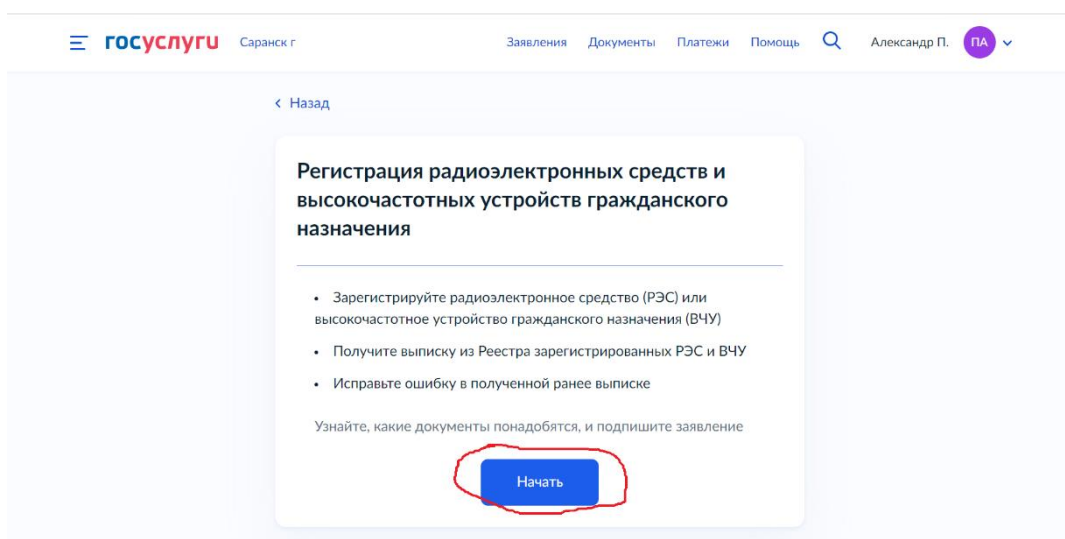 госуслуги Саранск г Заявления Документы Платежи Помощь Александр П. ПА
Назад
Регистрация радиоэлектронных средств и
высокочастотных устройств гражданского
назначения
• Зарегистрируйте радиоэлектронное средство (РЭС) или
высокочастотное устройство гражданского назначения (ВЧУ)
• Получите выписку из Реестра зарегистрированных РЭС и ВЧУ
• Исправьте ошибку в полученной ранее выписке
Узнайте, какие документы понадобятся, и подпишите заявление
Начать